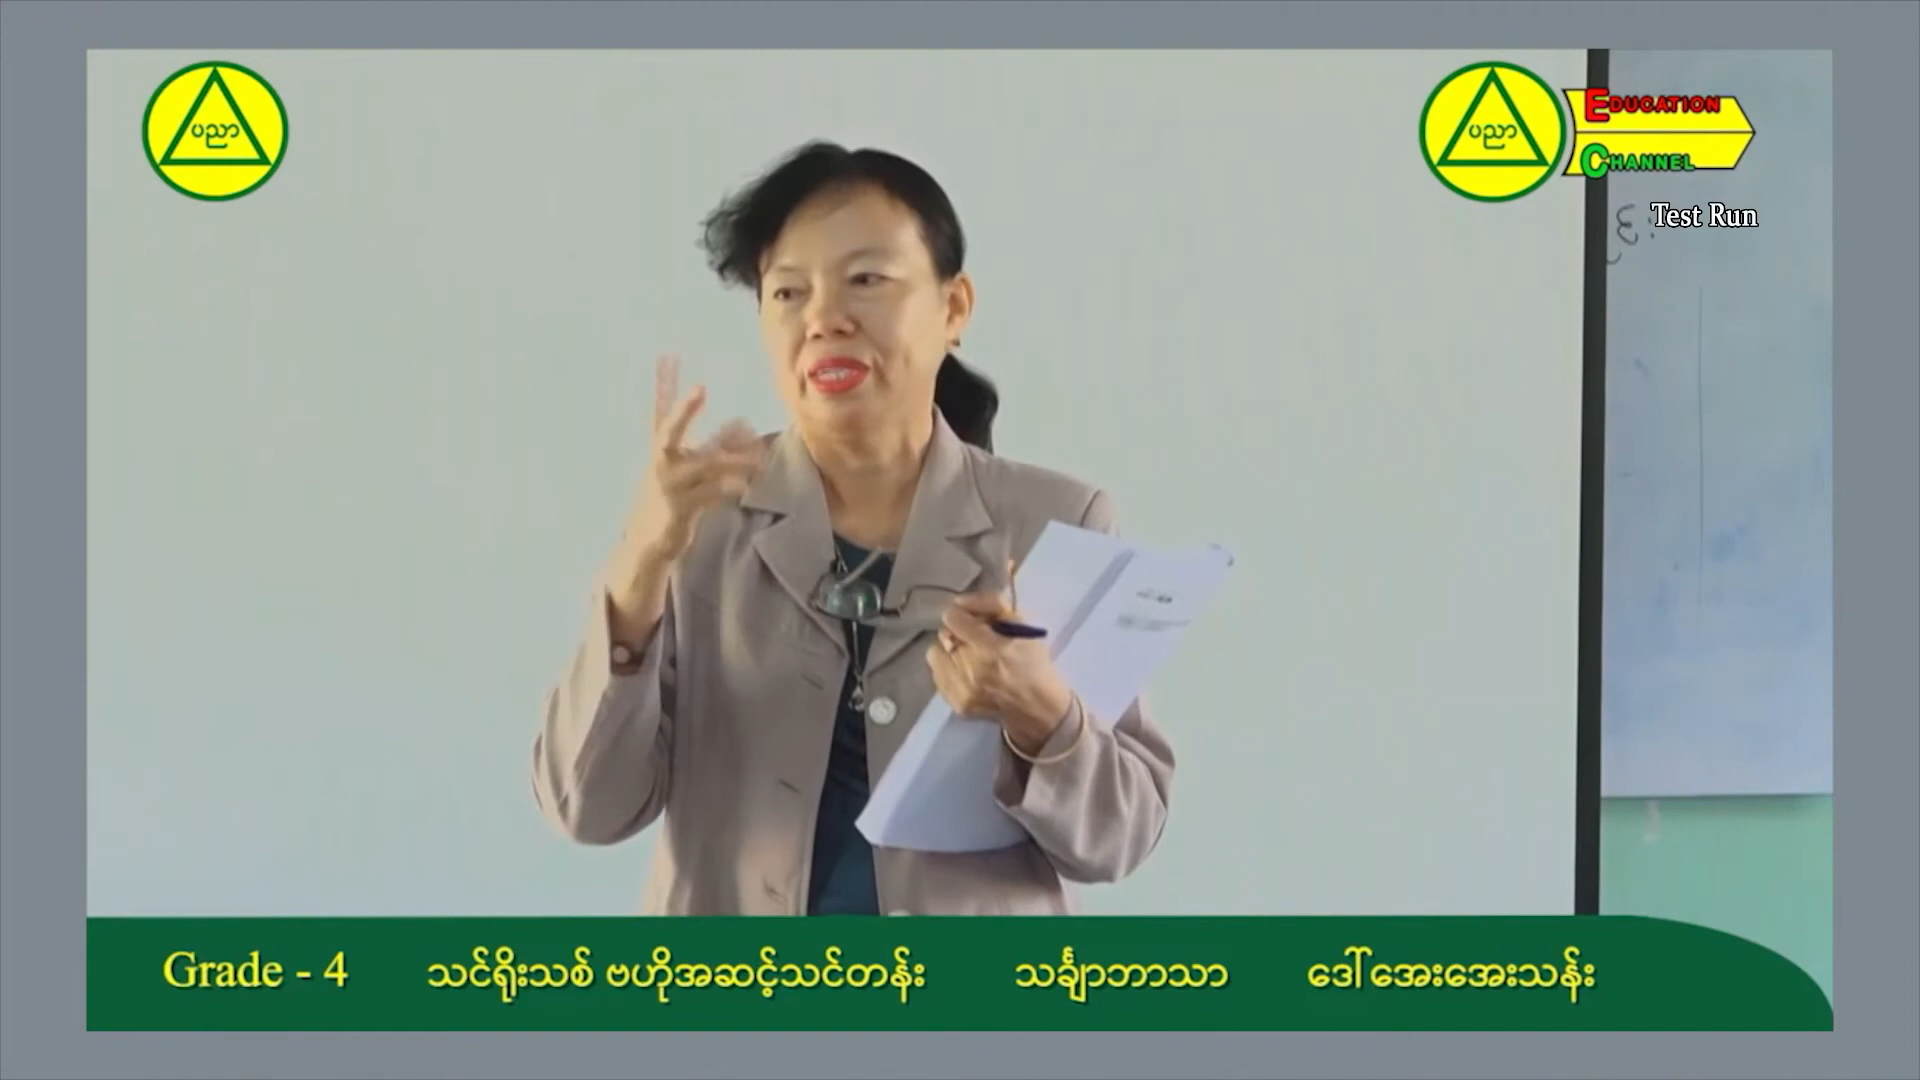 ပညာ
ပညာ
EDUCATION
CHANNEL
Test Run
Grade - 4 သင်ရိုးသစ် ဗဟိုအဆင့်သင်တန်း သင်္ချာဘာသာ ဒေါ်အေးအေးသန်း